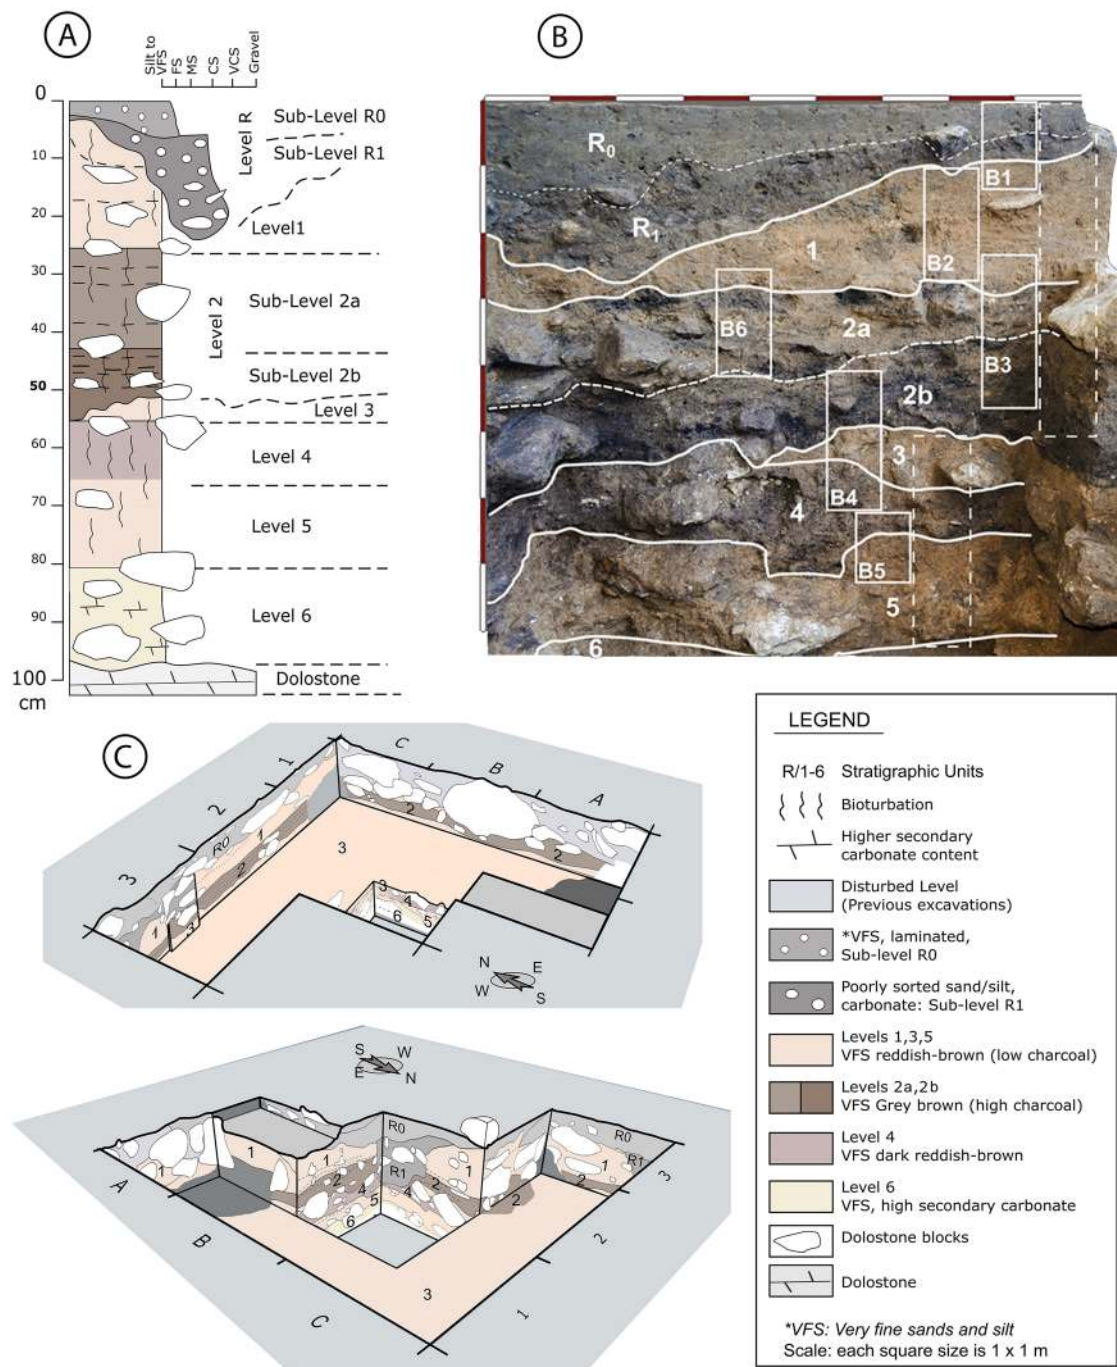 A
Silt to
VFS
FS
MS
CS
VCS
Gravel
0
10
20
30
40
50
60
70
80
90
100
cm
Level R
Sub-Level R0
Sub-Level R1
Level1
Level 2
Sub-Level 2a
Sub-Level 2b
Level 3
Level 4
Level 5
Level 6
Dolostone
B
R0
R1
1
2a
2b
3
4
5
6
B1
B2
B3
B6
B4
B5
C
C
B
A
1
2
3
R0
1
2
1
3
3
2
2
3
4
6
5
N
E
W
S
S
W
E
N
A
B
C
1
2
3
1
1
1
2
4
5
6
R0
R1
2
4
1
2
R0
1
R1
2
3
LEGEND
R/1-6 Stratigraphic Units
Bioturbation
Higher secondary
carbonate content
Disturbed Level
(Previous excavations)
*VFS, laminated,
Sub-level R0
Poorly sorted sand/silt,
carbonate: Sub-level R1
Levels 1,3,5
VFS reddish-brown (low charcoal)
Levels 2a,2b
VFS Grey brown (high charcoal)
Level 4
VFS dark reddish-brown
Level 6
VFS, high secondary carbonate
Dolostone blocks
Dolostone
*VFS: Very fine sands and silt
Scale: each square size is 1 x 1 m